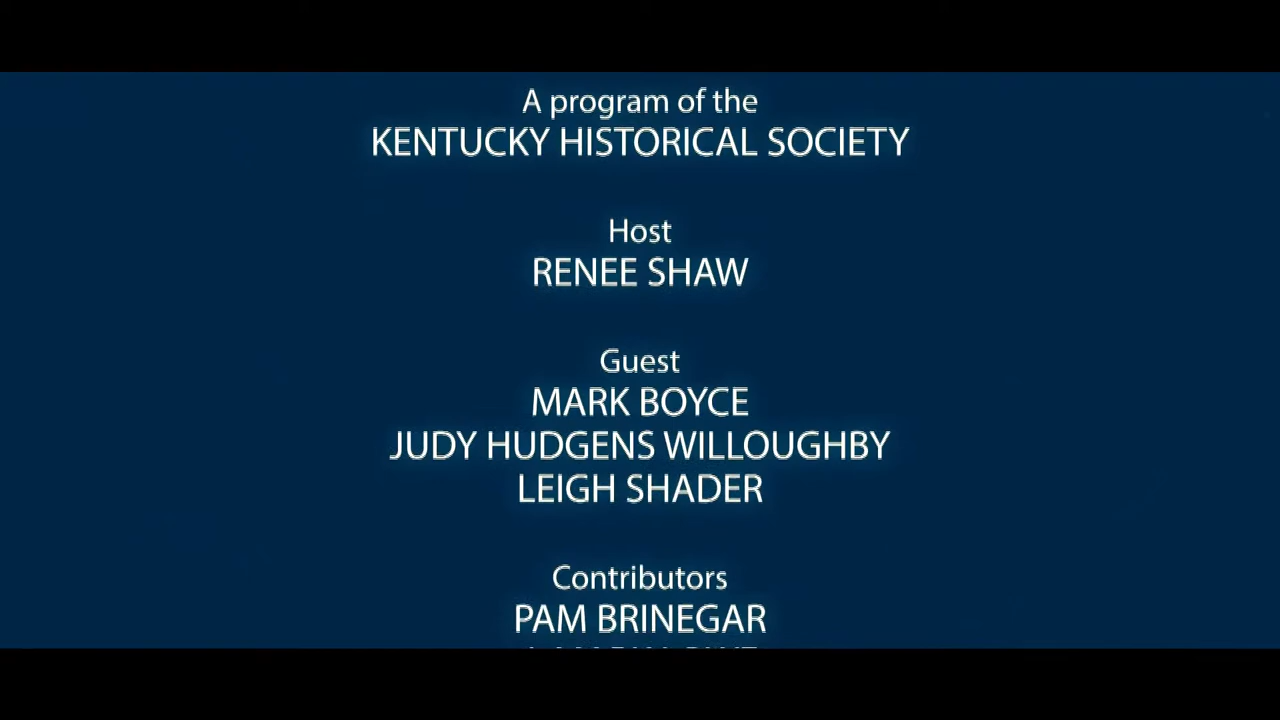 A program of the
KENTUCKY HISTORICAL SOCIETY
Host
RENEE SHAW
Guest
MARK BOYCE
JUDY HUDGENS WILLOUGHBY
LEIGH SHADER
Contributors
PAM BRINEGAR